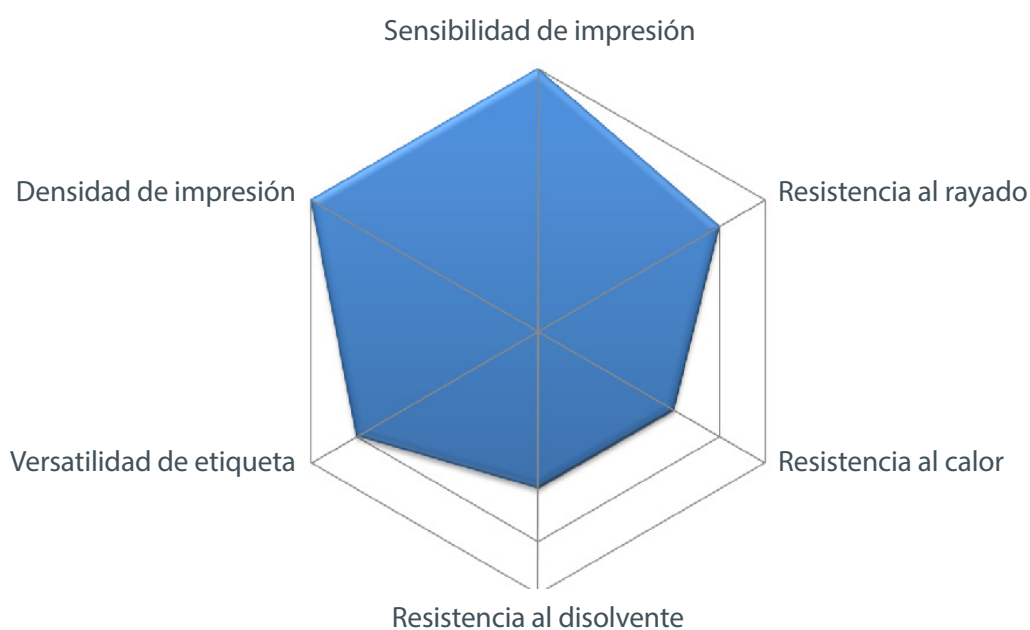 Sensibilidad de impresión
Densidad de impresión
Resistencia al rayado
Versatilidad de etiqueta
Resistencia al calor
Resistencia al disolvente